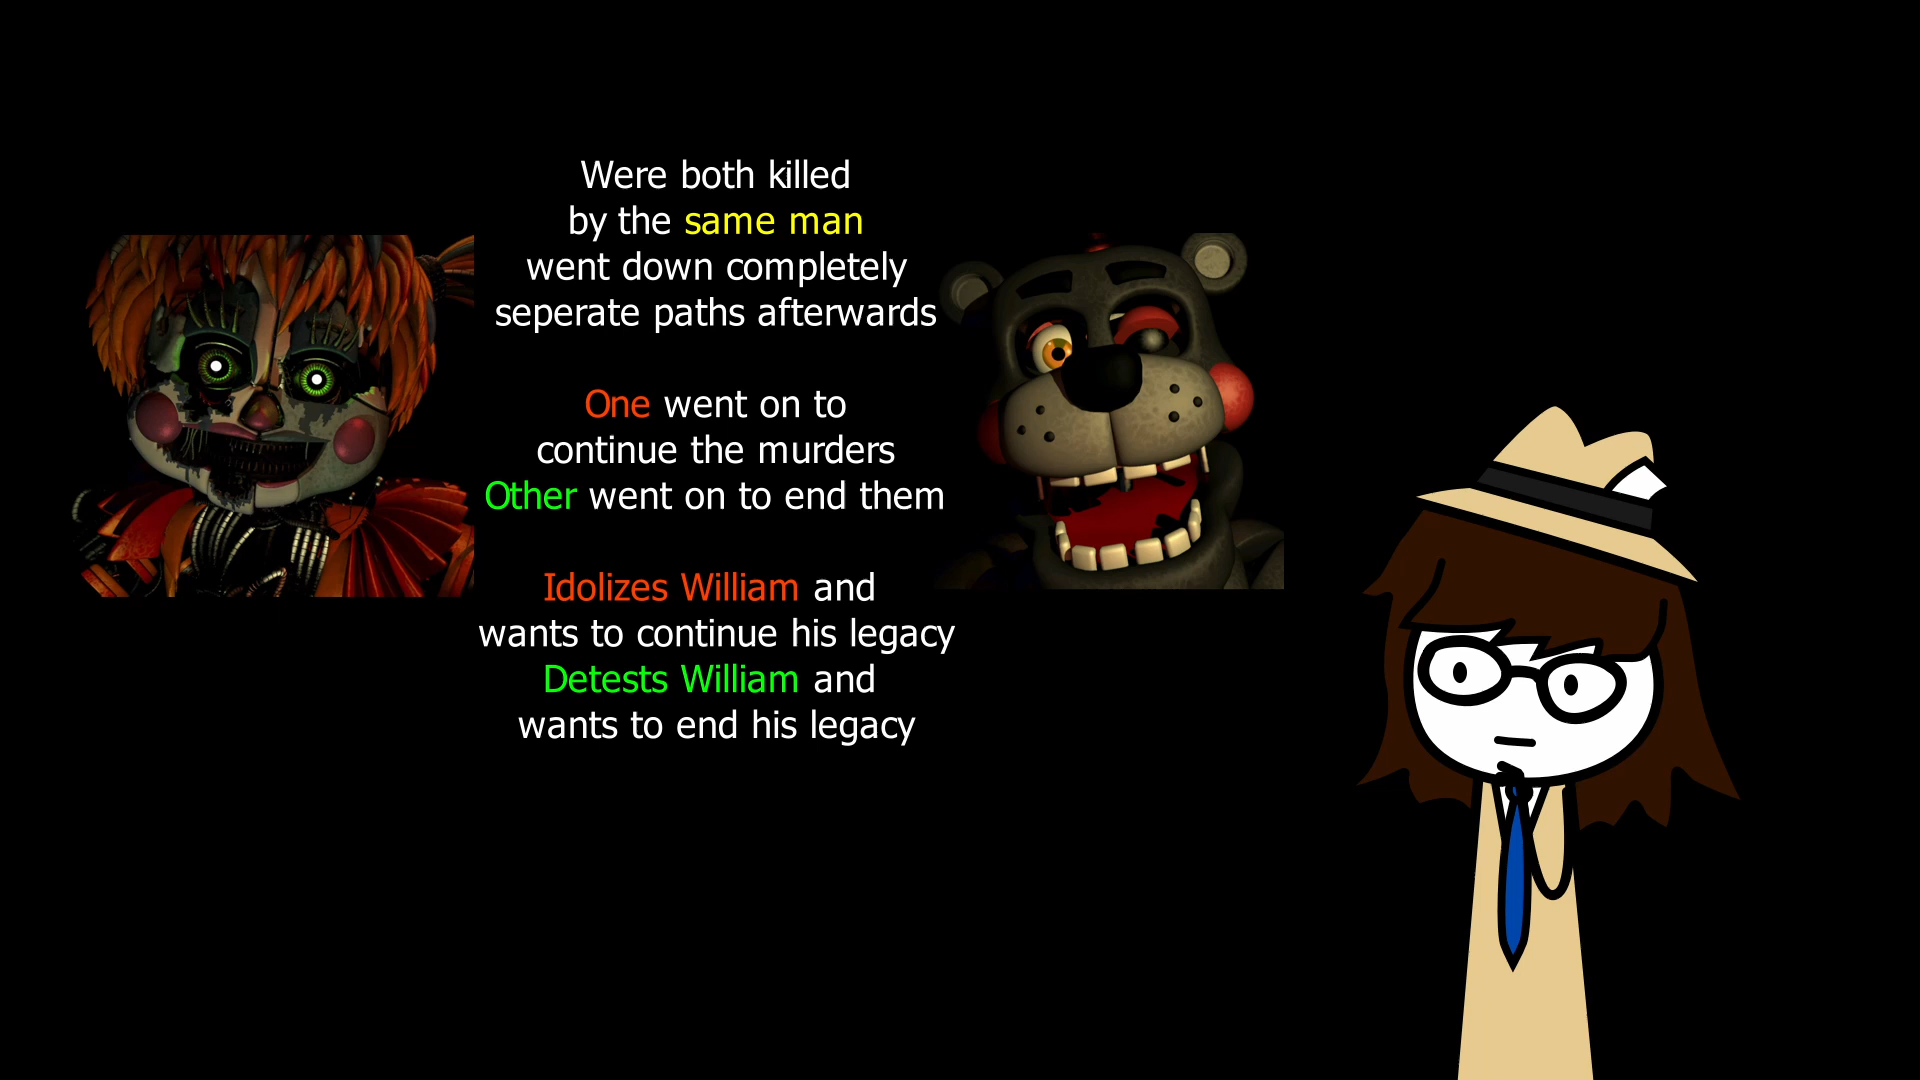 Were both killed
by the same man
went down completely
seperate paths afterwards
One went on to
continue the murders
Other went on to end them
Idolizes William and
wants to continue his legacy
Detests William and
wants to end his legacy